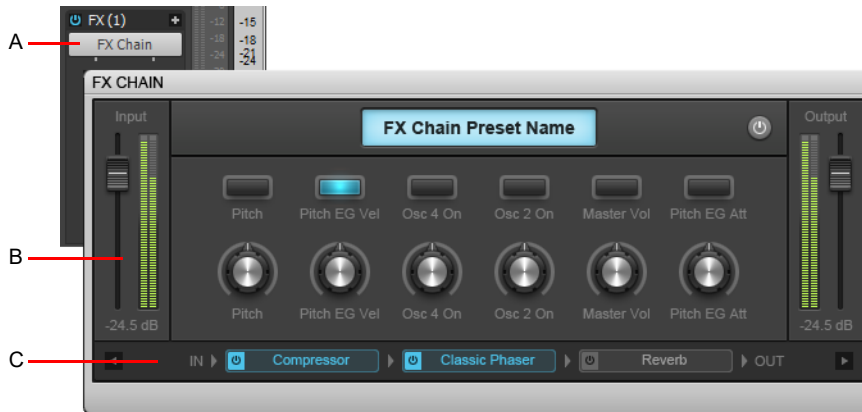 FX (1)
-12 -15
A
FX Chain
-18 -18
-21
-24 -24
FX CHAIN
Input
FX Chain Preset Name
Output
Pitch Pitch EG Vel Osc 4 On Osc 2 On Master Vol Pitch EG Att
B
Pitch Pitch EG Vel Osc 4 On Osc 2 On Master Vol Pitch EG Att
-24.5 dB -24.5 dB
C
IN Compressor Classic Phaser Reverb OUT